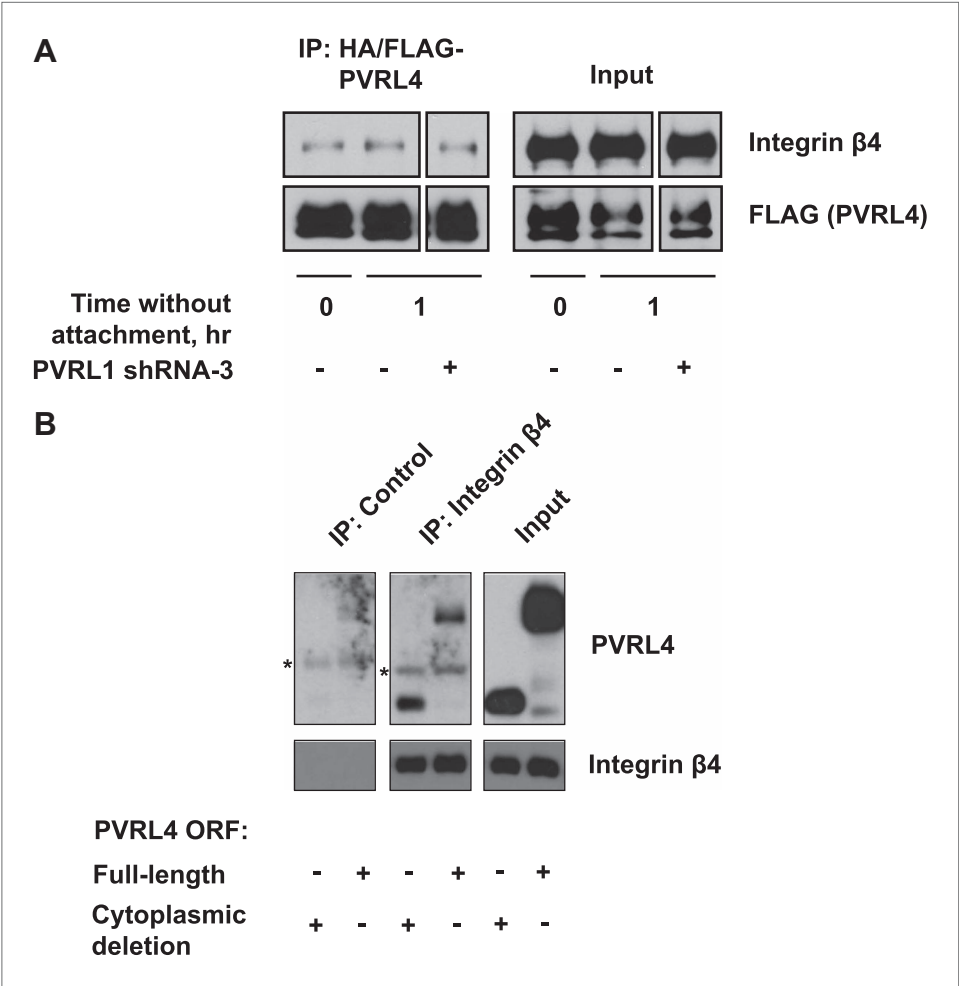 A
IP: HA/FLAG-
PVRL4
Input
Integrin β4
FLAG (PVRL4)
Time without
attachment, hr
0 1 0 1
PVRL1 shRNA-3
- - + - - +
B
IP: Control
IP: Integrin β4
Input
*
*
PVRL4
Integrin β4
PVRL4 ORF:
Full-length
- + - + - +
Cytoplasmic
deletion
+ - + - + -